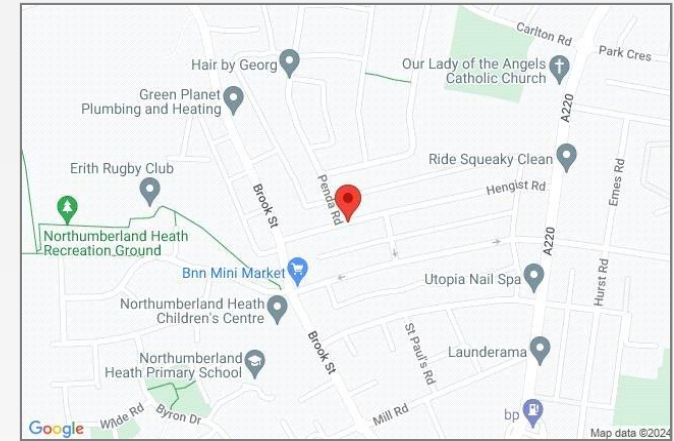 Carlton Rd
Park Cres
Hair by Georg
Our Lady of the Angels
Catholic Church
Green Planet
Plumbing and Heating
A220
Ride Squeaky Clean
Erith Rugby Club
Penda Rd
Hengist Rd
Emes Rd
Brook St
Northumberland Heath
Recreation Ground
A220
Bnn Mini Market
Utopia Nail Spa
Hurst Rd
Northumberland Heath
Children's Centre
Brook St
St Paul's Rd
Launderama
Northumberland
Heath Primary School
Mill Rd
bp
Wilde Rd
Byron Dr
Google
Map data ©2024